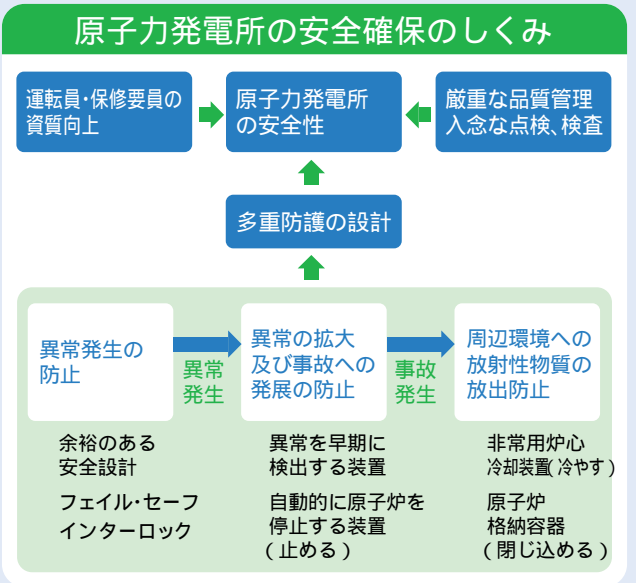 原子力発電所の安全確保のしくみ
運転員・保修要員の
資質向上
原子力発電所
の安全性
厳重な品質管理
入念な点検、検査
多重防護の設計
異常発生の
防止
異常
発生
異常の拡大
及び事故への
発展の防止
事故
発生
周辺環境への
放射性物質の
放出防止
余裕のある
安全設計
フェイル・セーフ
インターロック
異常を早期に
検出する装置
自動的に原子炉を
停止する装置
(止める)
非常用炉心
冷却装置(冷やす)
原子炉
格納容器
(閉じ込める)